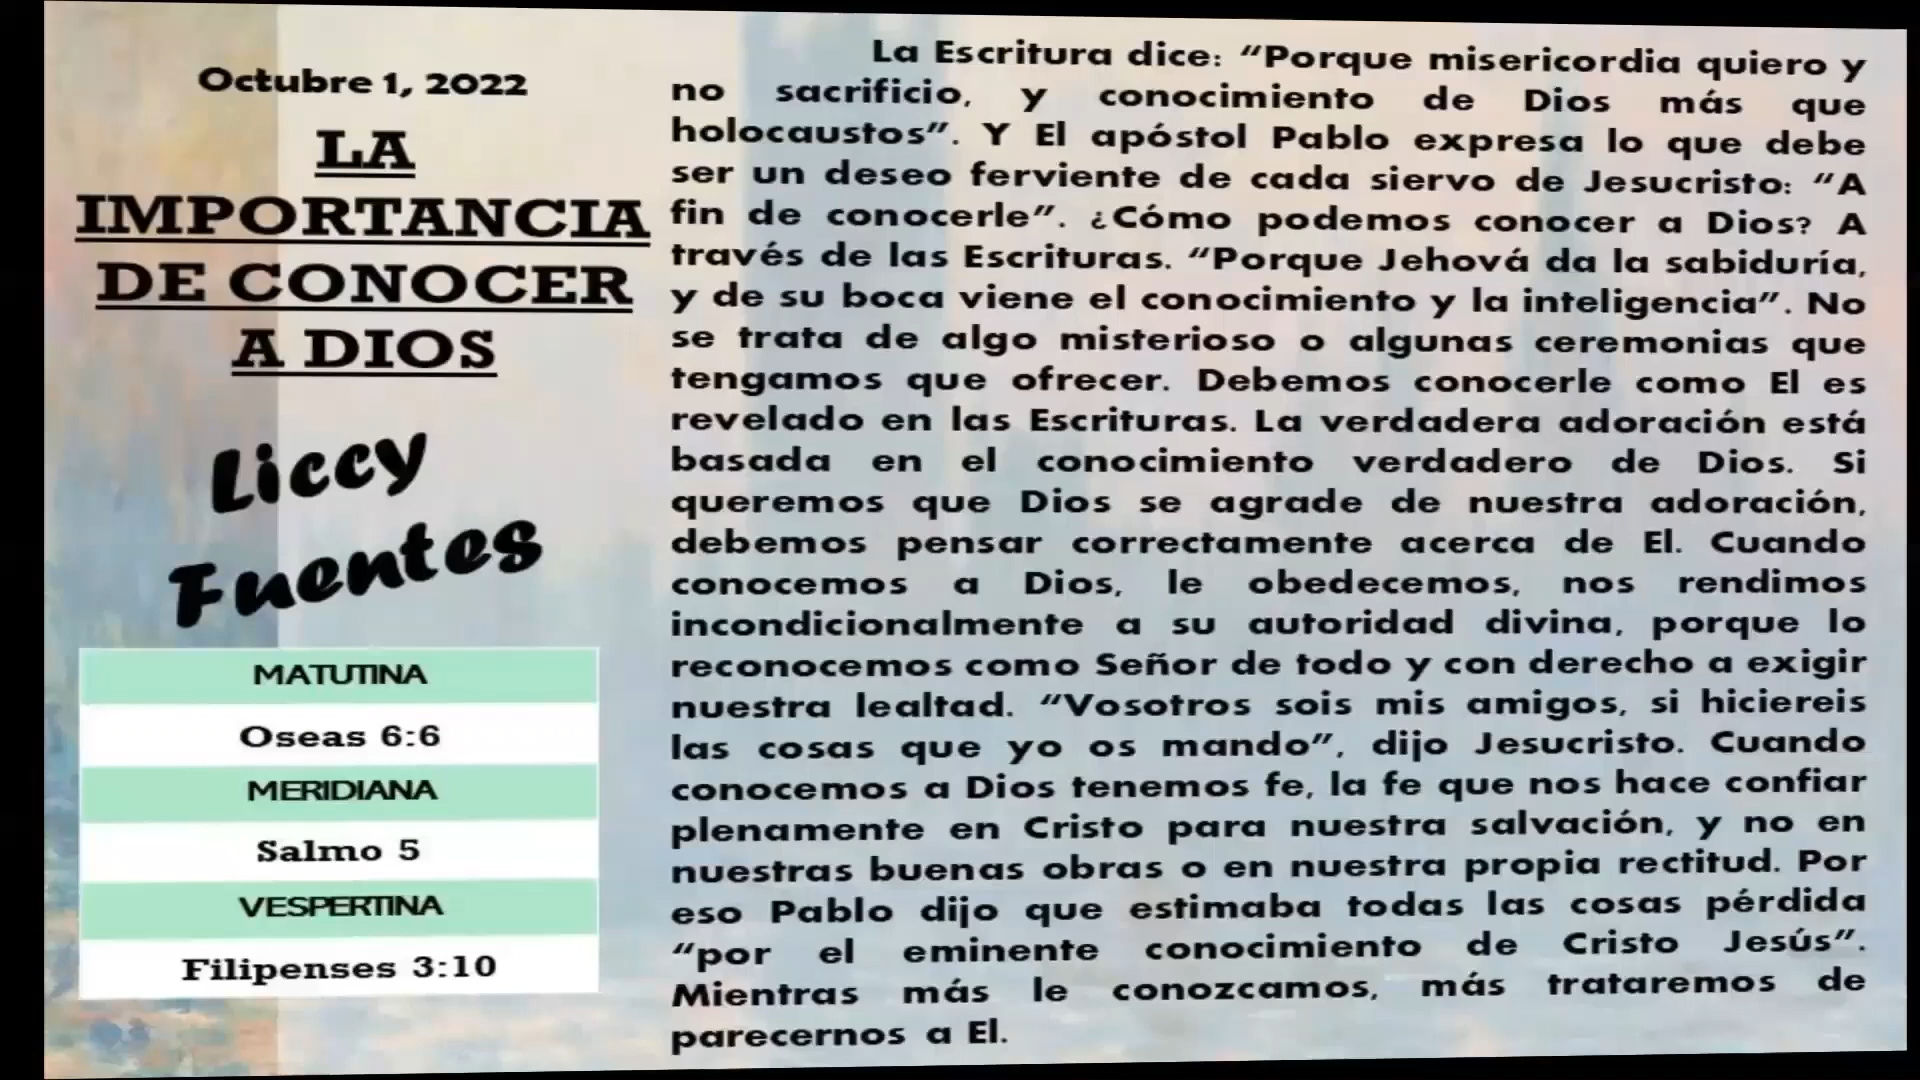 Octubre 1, 2022
LA
IMPORTANCIA
DE CONOCER
A DIOS
Liccy
Fuentes
MATUTINA
Oseas 6:6
MERIDIANA
Salmo 5
VESPERTINA
Filipenses 3:10
La Escritura dice: “Porque misericordia quiero y
no sacrificio, y conocimiento de Dios más que
holocaustos”. Y El apóstol Pablo expresa lo que debe
ser un deseo ferviente de cada siervo de Jesucristo: “A
fin de conocerle”. ¿Cómo podemos conocer a Dios? A
través de las Escrituras. “Porque Jehová da la sabiduría,
y de su boca viene el conocimiento y la inteligencia”. No
se trata de algo misterioso o algunas ceremonias que
tengamos que ofrecer. Debemos conocerle como El es
revelado en las Escrituras. La verdadera adoración está
basada en el conocimiento verdadero de Dios. Si
queremos que Dios se agrade de nuestra adoración,
debemos pensar correctamente acerca de El. Cuando
conocemos a Dios, le obedecemos, nos rendimos
incondicionalmente a su autoridad divina, porque lo
reconocemos como Señor de todo y con derecho a exigir
nuestra lealtad. “Vosotros sois mis amigos, si hiciereis
las cosas que yo os mando”, dijo Jesucristo. Cuando
conocemos a Dios tenemos fe, la fe que nos hace confiar
plenamente en Cristo para nuestra salvación, y no en
nuestras buenas obras o en nuestra propia rectitud. Por
eso Pablo dijo que estimaba todas las cosas pérdida
“por el eminente conocimiento de Cristo Jesús”.
Mientras más le conozcamos, más trataremos de
parecernos a El.